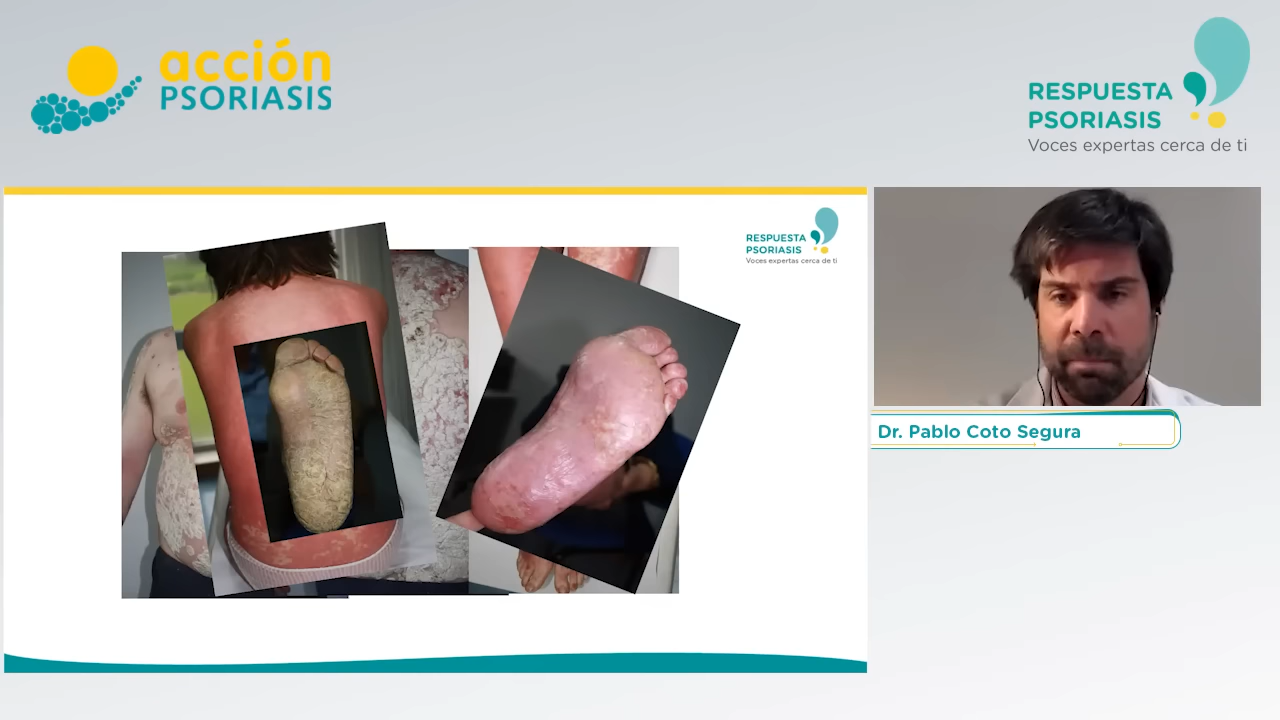 acción
PSORIASIS
RESPUESTA
PSORIASIS
Voces expertas cerca de ti
RESPUESTA
PSORIASIS
Voces expertas cerca de ti
Dr. Pablo Coto Segura